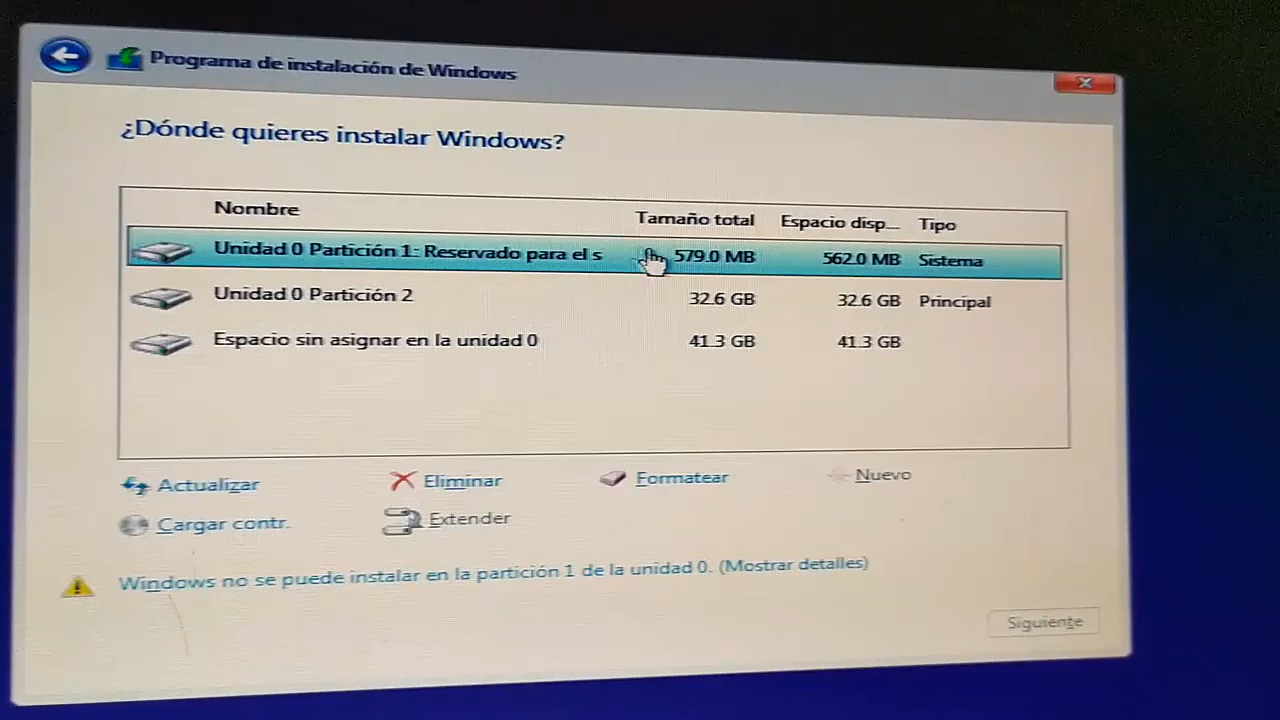 Programa de instalación de Windows
¿Dónde quieres instalar Windows?
Nombre Tamaño total Espacio disp... Tipo
Unidad 0 Partición 1: Reservado para el s 579.0 MB 562.0 MB Sistema
Unidad 0 Partición 2 32.6 GB 32.6 GB Principal
Espacio sin asignar en la unidad 0 41.3 GB 41.3 GB
Actualizar Eliminar Formatear Nuevo
Cargar contr. Extender
Windows no se puede instalar en la partición 1 de la unidad 0. (Mostrar detalles)
Siguiente